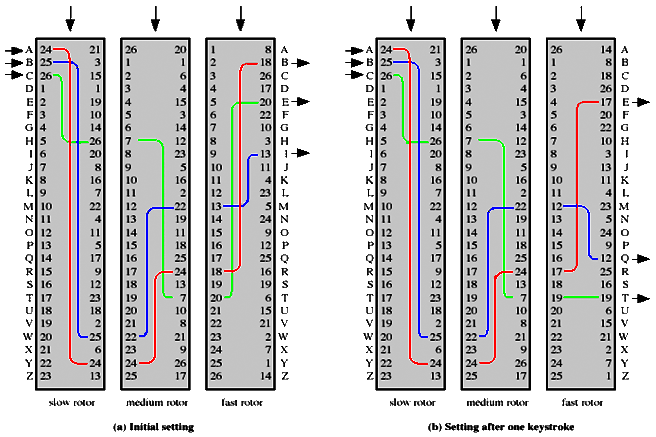 A 24 21 26 20 1 8 A A 24 21 26 20 26 14 A
B 25 3 1 1 2 18 B B 25 3 1 1 1 8 B
C 26 15 2 6 3 26 C C 26 15 2 6 2 18 C
D 1 1 3 4 4 17 D D 1 1 3 4 3 26 D
E 2 19 4 15 5 20 E E 2 19 4 15 4 17 E
F 3 10 5 3 6 22 F F 3 10 5 3 5 20 F
G 4 14 6 14 7 10 G G 4 14 6 14 6 22 G
H 5 26 7 12 8 3 H H 5 26 7 12 7 10 H
I 6 20 8 23 9 13 I I 6 20 8 23 8 3 I
J 7 8 9 5 10 11 J J 7 8 9 5 9 13 J
K 8 16 10 16 11 4 K K 8 16 10 16 10 11 K
L 9 7 11 2 12 23 L L 9 7 11 2 11 4 L
M 10 22 12 22 13 5 M M 10 22 12 22 12 23 M
N 11 4 13 19 14 24 N N 11 4 13 19 13 5 N
O 12 11 14 11 15 9 O O 12 11 14 11 14 24 O
P 13 5 15 18 16 12 P P 13 5 15 18 15 9 P
Q 14 17 16 25 17 25 Q Q 14 17 16 25 16 12 Q
R 15 9 17 24 18 16 R R 15 9 17 24 17 25 R
S 16 12 18 13 19 19 S S 16 12 18 13 18 16 S
T 17 23 19 7 20 6 T T 17 23 19 7 19 19 T
U 18 18 20 10 21 15 U U 18 18 20 10 20 6 U
V 19 2 21 8 22 21 V V 19 2 21 8 21 15 V
W 20 25 22 21 23 2 W W 20 25 22 21 22 21 W
X 21 6 23 9 24 7 X X 21 6 23 9 23 2 X
Y 22 24 24 26 25 1 Y Y 22 24 24 26 24 7 Y
Z 23 13 25 17 26 14 Z Z 23 13 25 17 25 1 Z
slow rotor medium rotor fast rotor slow rotor medium rotor fast rotor
(a) Initial setting (b) Setting after one keystroke